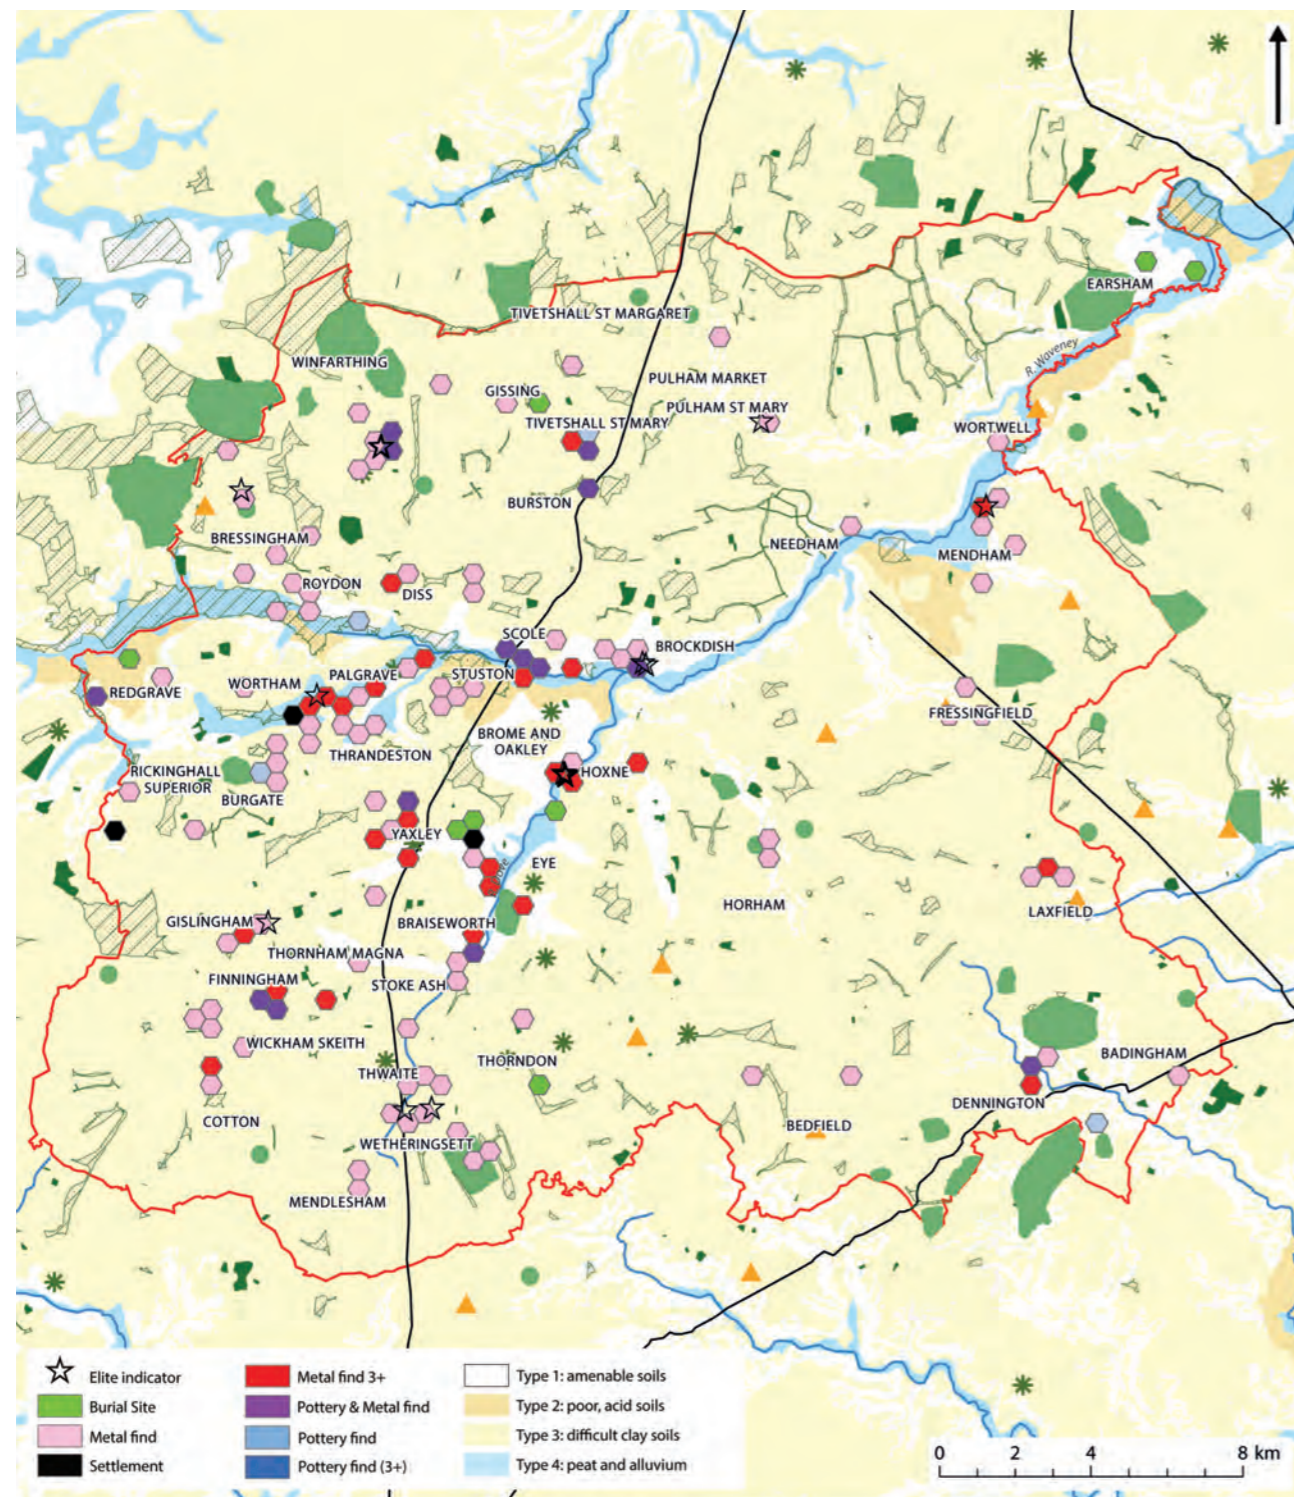 TIVETSHALL ST MARGARET
EARSHAM
R. Waveney
WINFARTHING
PULHAM MARKET
GISSING
PULHAM ST MARY
TIVETSHALL ST MARY
WORTWELL
BURSTON
BRESSINGHAM
NEEDHAM
MENDHAM
ROYDON
DISS
SCOLE
BROCKDISH
REDGRAVE
WORTHAM
PALGRAVE
STUSTON
FRESSINGFIELD
BROME AND
OAKLEY
THRANDESTON
RICKINGHALL
SUPERIOR
HOXNE
BURGATE
YAXLEY
EYE
HORHAM
LAXFIELD
GISLINGHAM
BRAISEWORTH
THORNHAM MAGNA
FINNINGHAM
STOKE ASH
WICKHAM SKEITH
THORNDON
BADINGHAM
THWAITE
DENNINGTON
COTTON
BEDFIELD
WETHERINGSETT
MENDLESHAM
Elite indicator
Burial Site
Metal find
Settlement
Metal find 3+
Pottery & Metal find
Pottery find
Pottery find (3+)
Type 1: amenable soils
Type 2: poor, acid soils
Type 3: difficult clay soils
Type 4: peat and alluvium
0 2 4 8 km